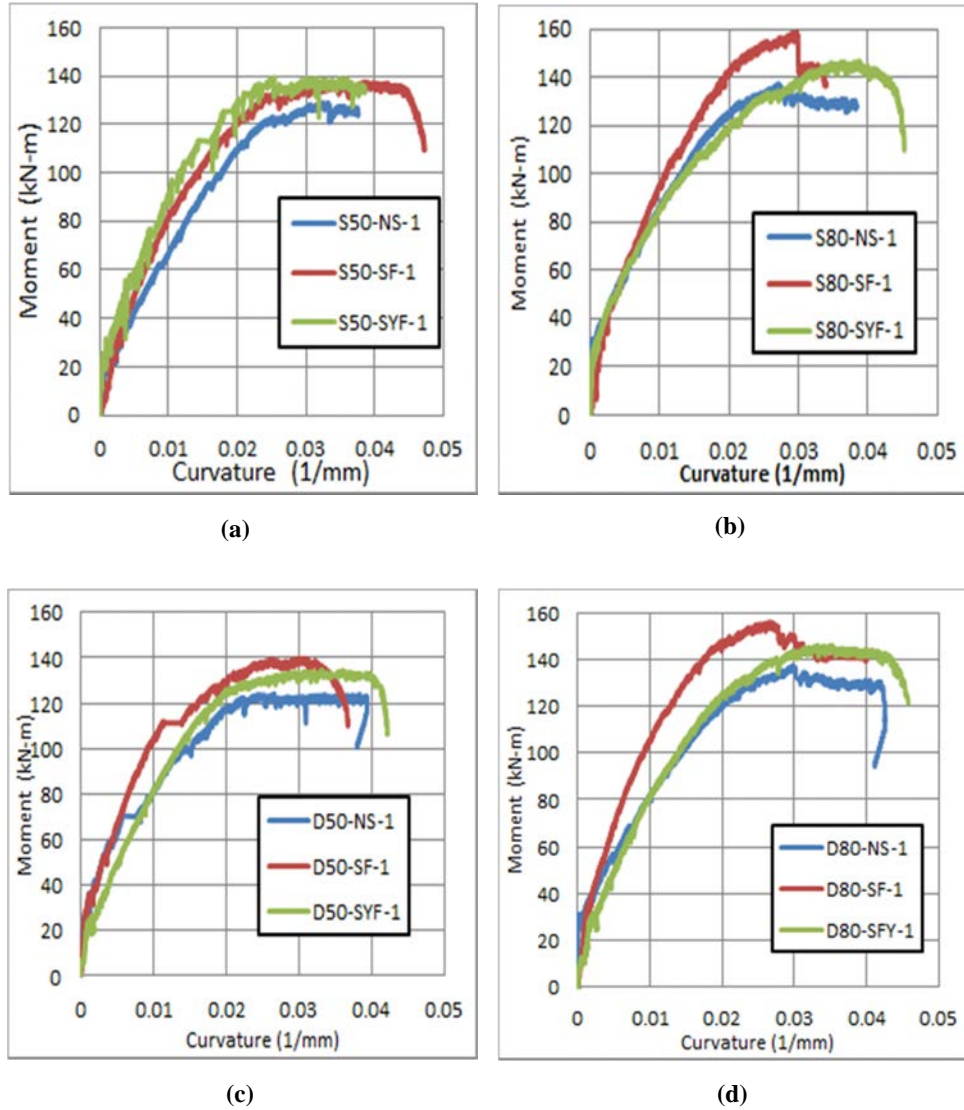 160
140
120
100
80
60
40
20
0
Moment (kN-m)
S50-NS-1
S50-SF-1
S50-SYF-1
0 0.01 0.02 0.03 0.04 0.05
Curvature (1/mm)
(a)
160
140
120
100
80
60
40
20
0
Moment (kN-m)
S80-NS-1
S80-SF-1
S80-SYF-1
0 0.01 0.02 0.03 0.04 0.05
Curvature (1/mm)
(b)
160
140
120
100
80
60
40
20
0
Moment (kN-m)
D50-NS-1
D50-SF-1
D50-SYF-1
0 0.01 0.02 0.03 0.04 0.05
Curvature (1/mm)
(c)
160
140
120
100
80
60
40
20
0
Moment (kN-m)
D80-NS-1
D80-SF-1
D80-SFY-1
0 0.01 0.02 0.03 0.04 0.05
Curvature (1/mm)
(d)